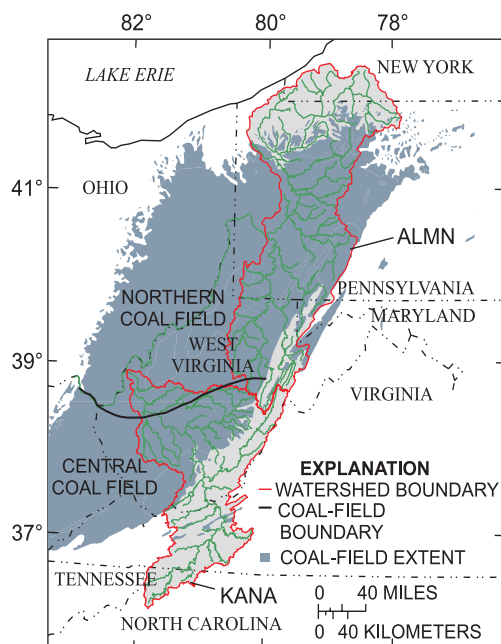 82° 80° 78°
LAKE ERIE
NEW YORK
41°
OHIO
ALMN
PENNSYLVANIA
MARYLAND
NORTHERN
COAL FIELD
WEST
VIRGINIA
39°
VIRGINIA
CENTRAL
COAL FIELD
EXPLANATION
WATERSHED BOUNDARY
COAL-FIELD
BOUNDARY
COAL-FIELD EXTENT
37°
TENNESSEE
KANA
NORTH CAROLINA
0 40 MILES
0 40 KILOMETERS